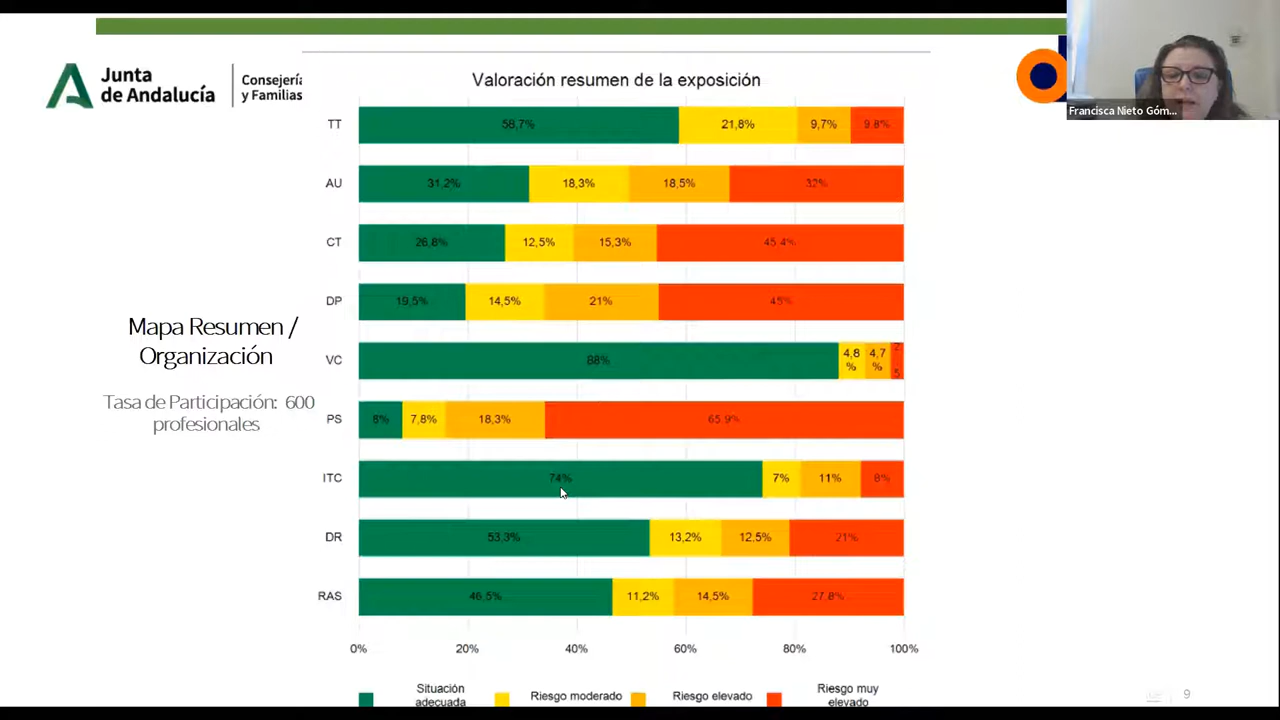 Junta
de Andalucía
Consejería
y Familias
Francisca Nieto Góm...
Valoración resumen de la exposición
TT
58,7%
21,8%
9,7%
9.8%
AU
31.2%
18,3%
18,5%
32%
CT
26,8%
12,5%
15,3%
45.4%
DP
19,5%
14,5%
21%
45%
VC
88%
4,8
%
4,7
%
Mapa Resumen /
Organización
Tasa de Participación: 600
profesionales
PS
8%
7,8%
18,3%
65.9%
ITC
74%
7%
11%
8%
DR
53,3%
13,2%
12.5%
21%
RAS
46,5%
11,2%
14,5%
27.8%
0%
20%
40%
60%
80%
100%
Situación
adecuada
Riesgo moderado
Riesgo elevado
Riesgo muy
elevado
9